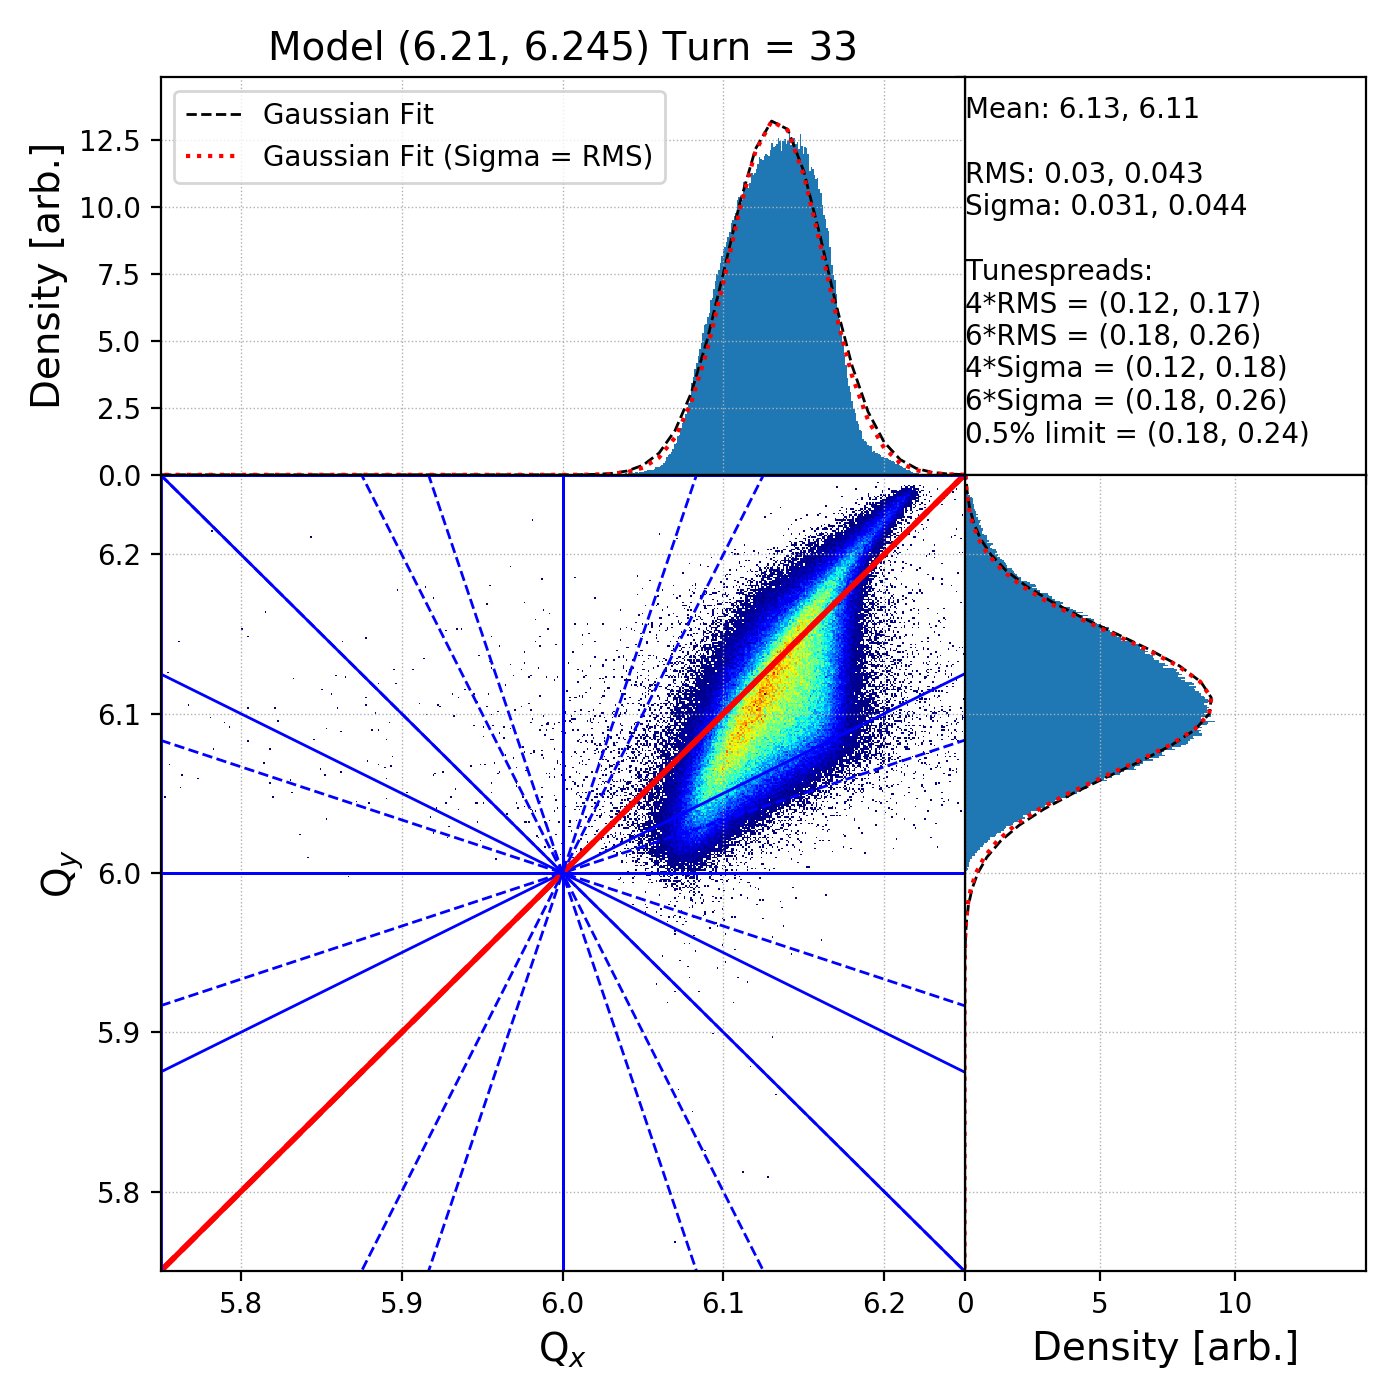 Model (6.21, 6.245) Turn = 33
Gaussian Fit
Gaussian Fit (Sigma = RMS)
Density [arb.]
12.5
10.0
7.5
5.0
2.5
0.0
Mean: 6.13, 6.11
RMS: 0.03, 0.043
Sigma: 0.031, 0.044
Tunespreads:
4*RMS = (0.12, 0.17)
6*RMS = (0.18, 0.26)
4*Sigma = (0.12, 0.18)
6*Sigma = (0.18, 0.26)
0.5% limit = (0.18, 0.24)
Qy
6.2
6.1
6.0
5.9
5.8
5.8 5.9 6.0 6.1 6.2
Qx
0 5 10
Density [arb.]